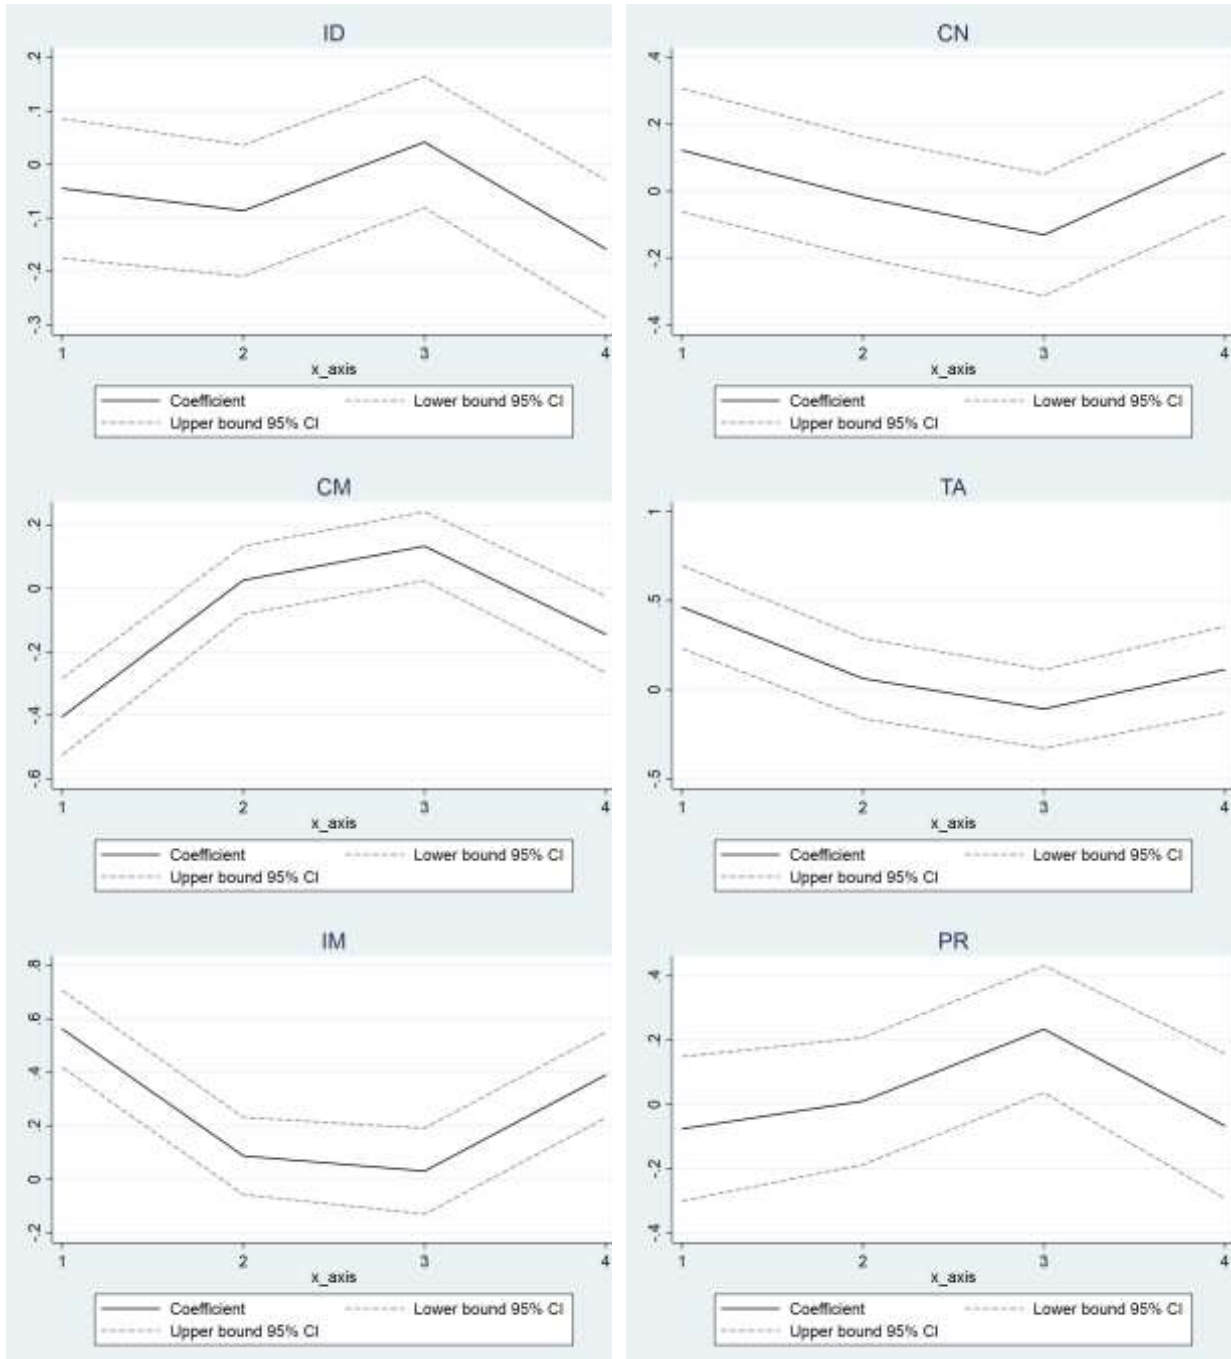 ID
.2
.1
0
-.1
-.2
-.3
1 2 3 4
x_axis
Coefficient Lower bound 95% CI
Upper bound 95% CI
CN
.4
.2
0
-.2
-.4
1 2 3 4
x_axis
Coefficient Lower bound 95% CI
Upper bound 95% CI
CM
.2
0
-.2
-.4
-.6
1 2 3 4
x_axis
Coefficient Lower bound 95% CI
Upper bound 95% CI
TA
1
.5
0
-.5
1 2 3 4
x_axis
Coefficient Lower bound 95% CI
Upper bound 95% CI
IM
.8
.6
.4
.2
0
-.2
1 2 3 4
x_axis
Coefficient Lower bound 95% CI
Upper bound 95% CI
PR
.4
.2
0
-.2
-.4
1 2 3 4
x_axis
Coefficient Lower bound 95% CI
Upper bound 95% CI